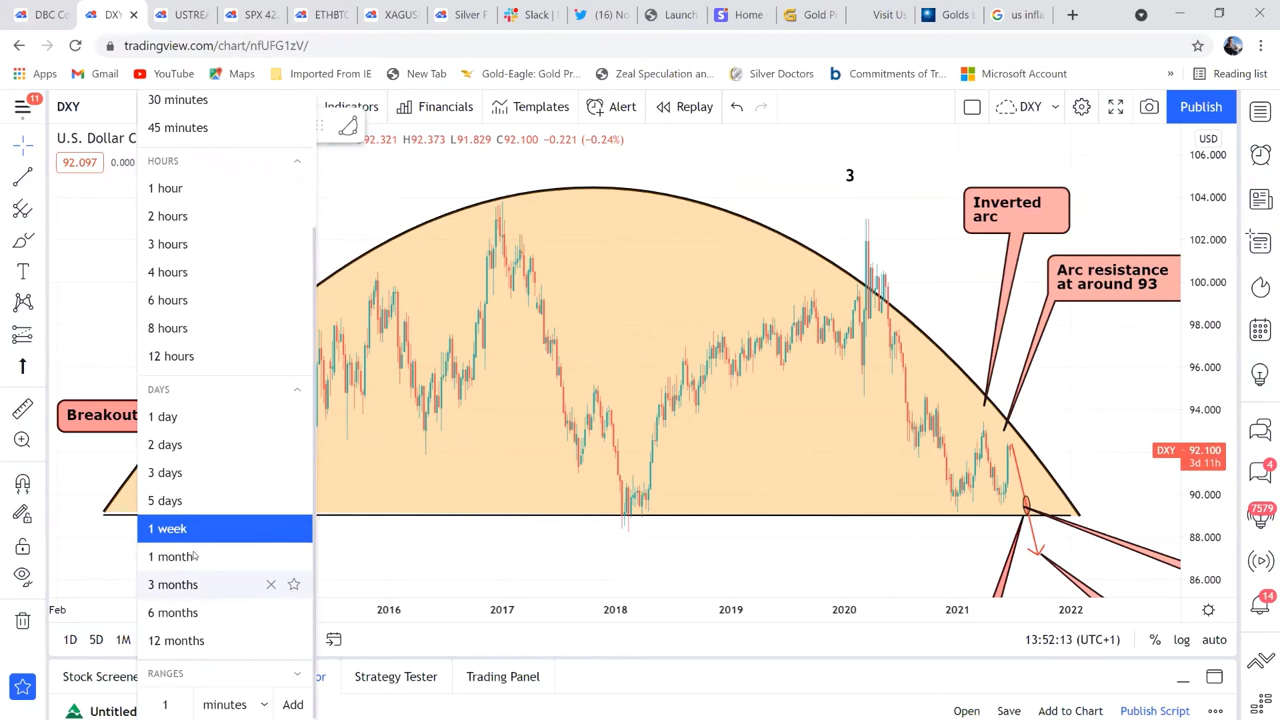 DBC Co
DXY
USTREA
SPX 42.
ETHBTC
XAGUS
Silver F
Slack |
(16) No
Launch
Home
Gold Pr
Visit Us
Golds L
us infla
tradingview.com/chart/nfUFG1zV/
Apps
Gmail
YouTube
Maps
Imported From IE
New Tab
Gold-Eagle: Gold Pr...
Zeal Speculation an...
Silver Doctors
Commitments of Tra...
Microsoft Account
»
Reading list
11
DXY
30 minutes
Indicators
Financials
Templates
Alert
Replay
DXY
Publish
45 minutes
U.S. Dollar C
92.321 H92.373 L91.829 C92.100 −0.221 (−0.24%)
USD
92.097
0.000
HOURS
1 hour
2 hours
3 hours
4 hours
6 hours
8 hours
12 hours
DAYS
1 day
2 days
3 days
5 days
1 week
1 month
3 months
6 months
12 months
RANGES
1
minutes
Add
3
Inverted
arc
Arc resistance
at around 93
Breakout
106.000
104.000
102.000
100.000
98.000
96.000
94.000
DXY 92.100
3d 11h
90.000
88.000
86.000
4
7579
14
Feb
2016
2017
2018
2019
2020
2021
2022
1D
5D
1M
13:52:13 (UTC+1)
%
log
auto
Stock Screene
or
Strategy Tester
Trading Panel
Untitled
Open
Save
Add to Chart
Publish Script